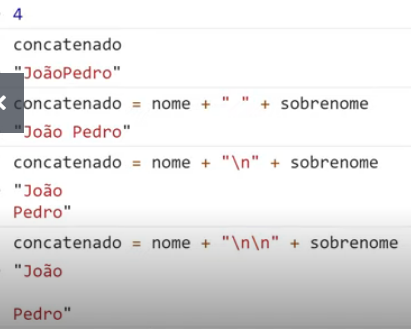 4
concatenado
"JoãoPedro"
concatenado = nome + " " + sobrenome
"João Pedro"
concatenado = nome + "\n" + sobrenome
"João
Pedro"
concatenado = nome + "\n\n" + sobrenome
"João
Pedro"